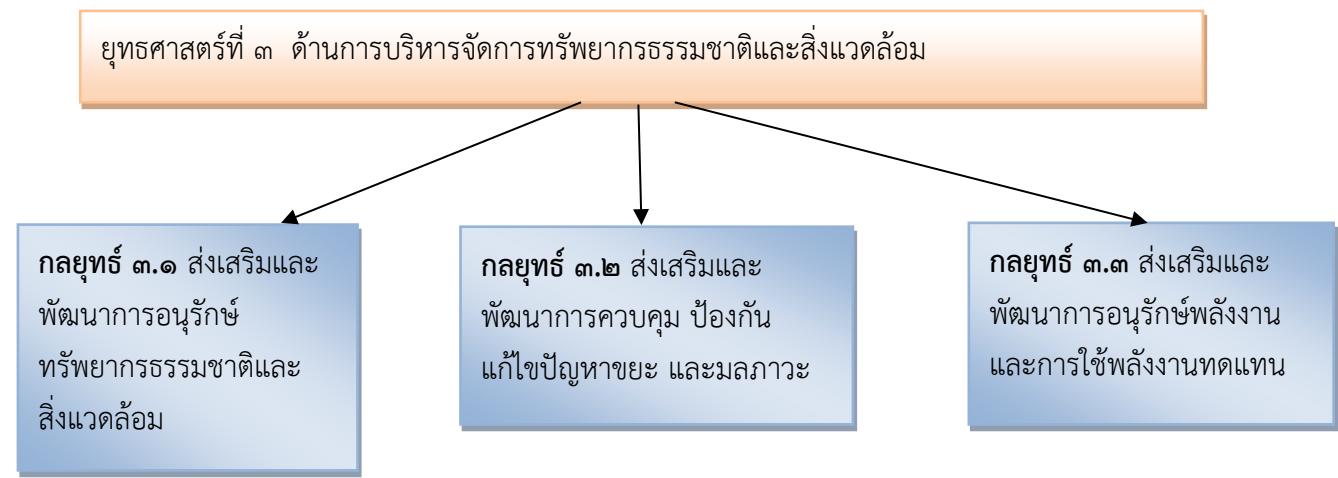 ยุทธศาสตร์ที่ ๓  ด้านการบริหารจัดการทรัพยากรธรรมชาติและสิ่งแวดล้อม
กลยุทธ์ ๓.๑ ส่งเสริมและ
พัฒนาการอนุรักษ์
ทรัพยากรธรรมชาติและ
สิ่งแวดล้อม
กลยุทธ์ ๓.๒ ส่งเสริมและ
พัฒนาการควบคุม ป้องกัน
แก้ไขปัญหาขยะ และมลภาวะ
กลยุทธ์ ๓.๓ ส่งเสริมและ
พัฒนาการอนุรักษ์พลังงาน
และการใช้พลังงานทดแทน